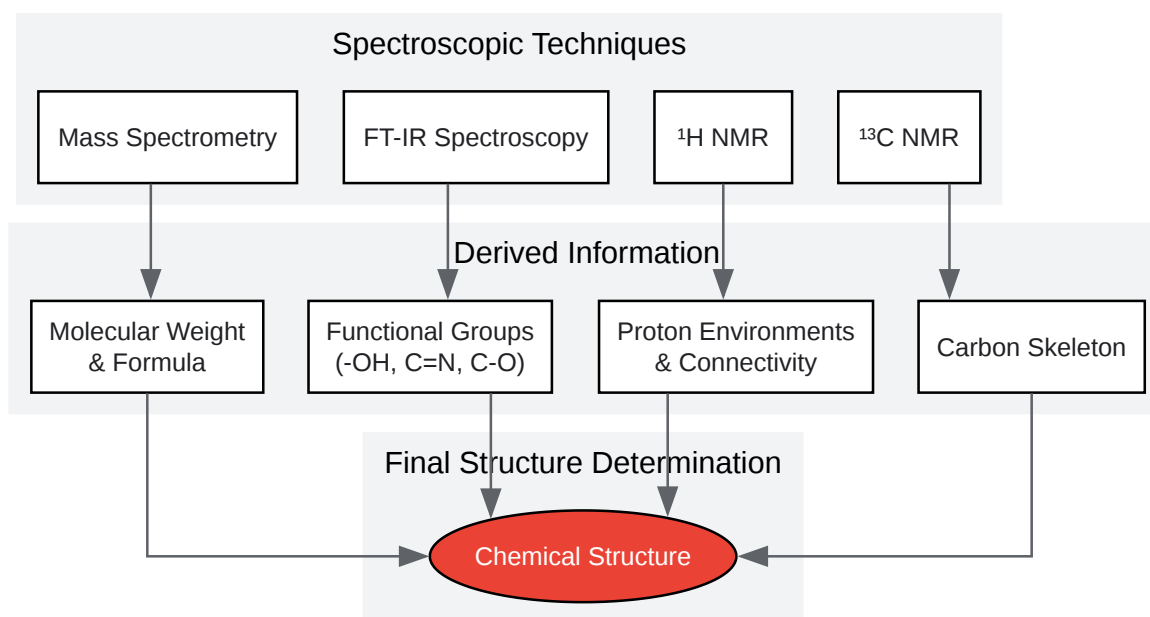 Spectroscopic Techniques
Mass Spectrometry
FT-IR Spectroscopy
¹H NMR
¹³C NMR
Derived Information
Molecular Weight
& Formula
Functional Groups
(-OH, C=N, C-O)
Proton Environments
& Connectivity
Carbon Skeleton
Final Structure Determination
Chemical Structure